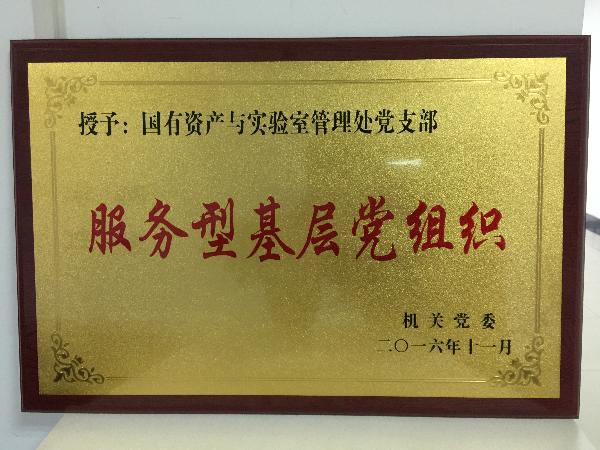 授予：国有资产与实验室管理处党支部
服务型基层党组织
机关党委
二〇一六年十一月